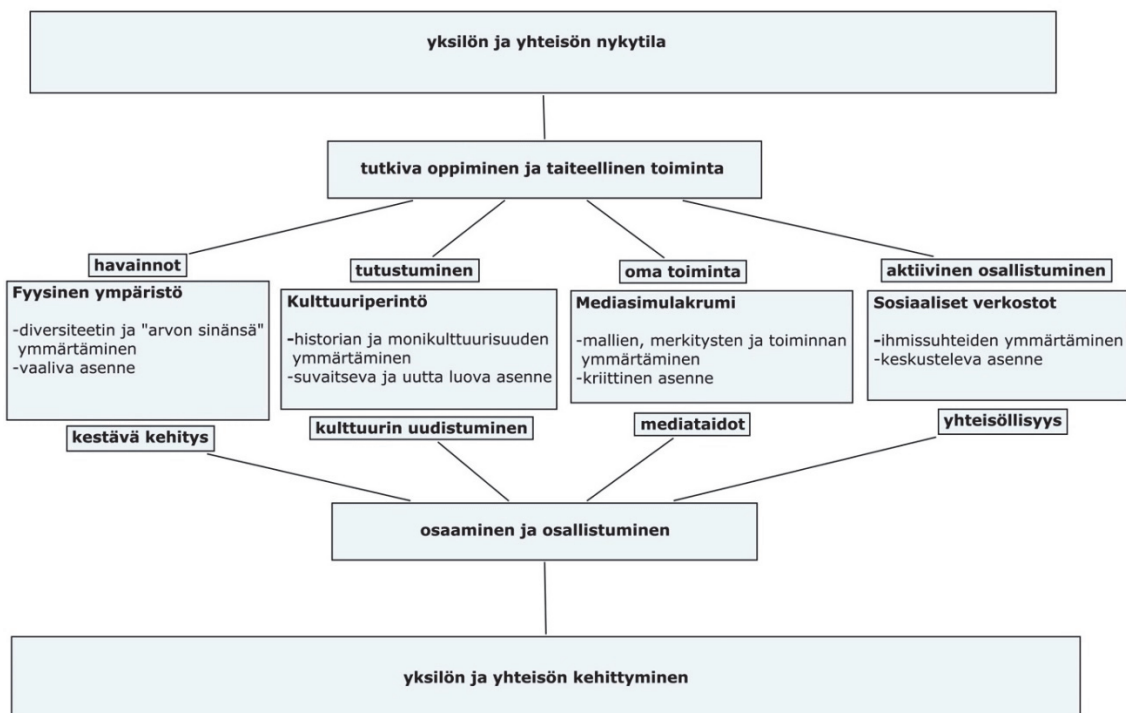 yksilön ja yhteisön nykytila
tutkiva oppiminen ja taiteellinen toiminta
havainnot
Fyysinen ympäristö
-diversiteetin ja "arvon sinänsä"
ymmärtäminen
-vaaliva asenne
kestävä kehitys
tutustuminen
Kulttuuriperintö
-historian ja monikulttuurisuuden
ymmärtäminen
-suvaitseva ja uutta luova asenne
kulttuurin uudistuminen
oma toiminta
Mediasimulakrumi
-mallien, merkitysten ja toiminnan
ymmärtäminen
-kriittinen asenne
mediataidot
aktiivinen osallistuminen
Sosiaaliset verkostot
-ihmissuhteiden ymmärtäminen
-keskusteleva asenne
yhteisöllisyys
osaaminen ja osallistuminen
yksilön ja yhteisön kehittyminen